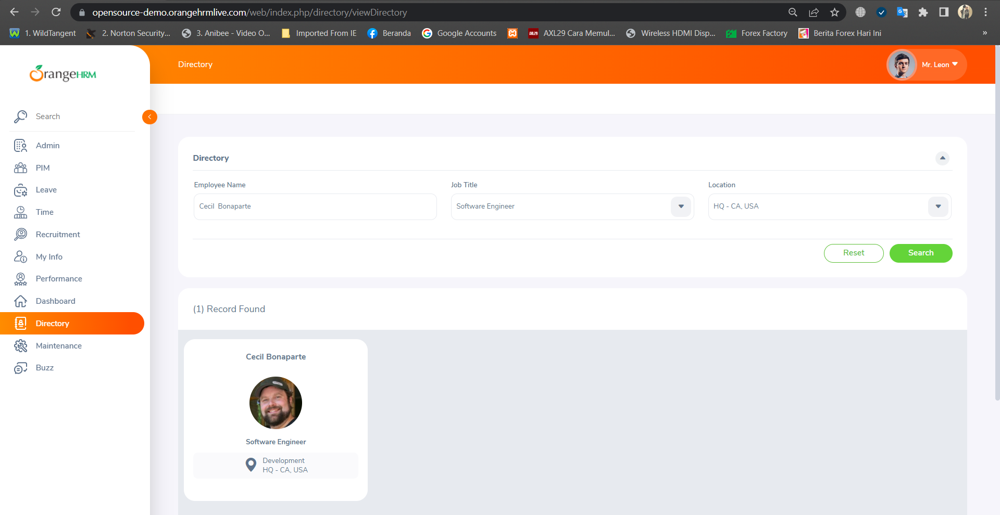 opensource-demo.orangehrmlive.com/web/index.php/directory/viewDirectory
1. WildTangent
2. Norton Security...
3. Anibee - Video O...
Imported From IE
Beranda
Google Accounts
AXL29 Cara Memul...
Wireless HDMI Disp...
Forex Factory
Berita Forex Hari Ini
»
OrangeHRM
Directory
Mr. Leon
Search
Admin
PIM
Leave
Time
Recruitment
My Info
Performance
Dashboard
Directory
Maintenance
Buzz
Directory
Employee Name
Job Title
Location
Cecil  Bonaparte
Software Engineer
HQ - CA, USA
Reset
Search
(1) Record Found
Cecil Bonaparte
Software Engineer
Development
HQ - CA, USA